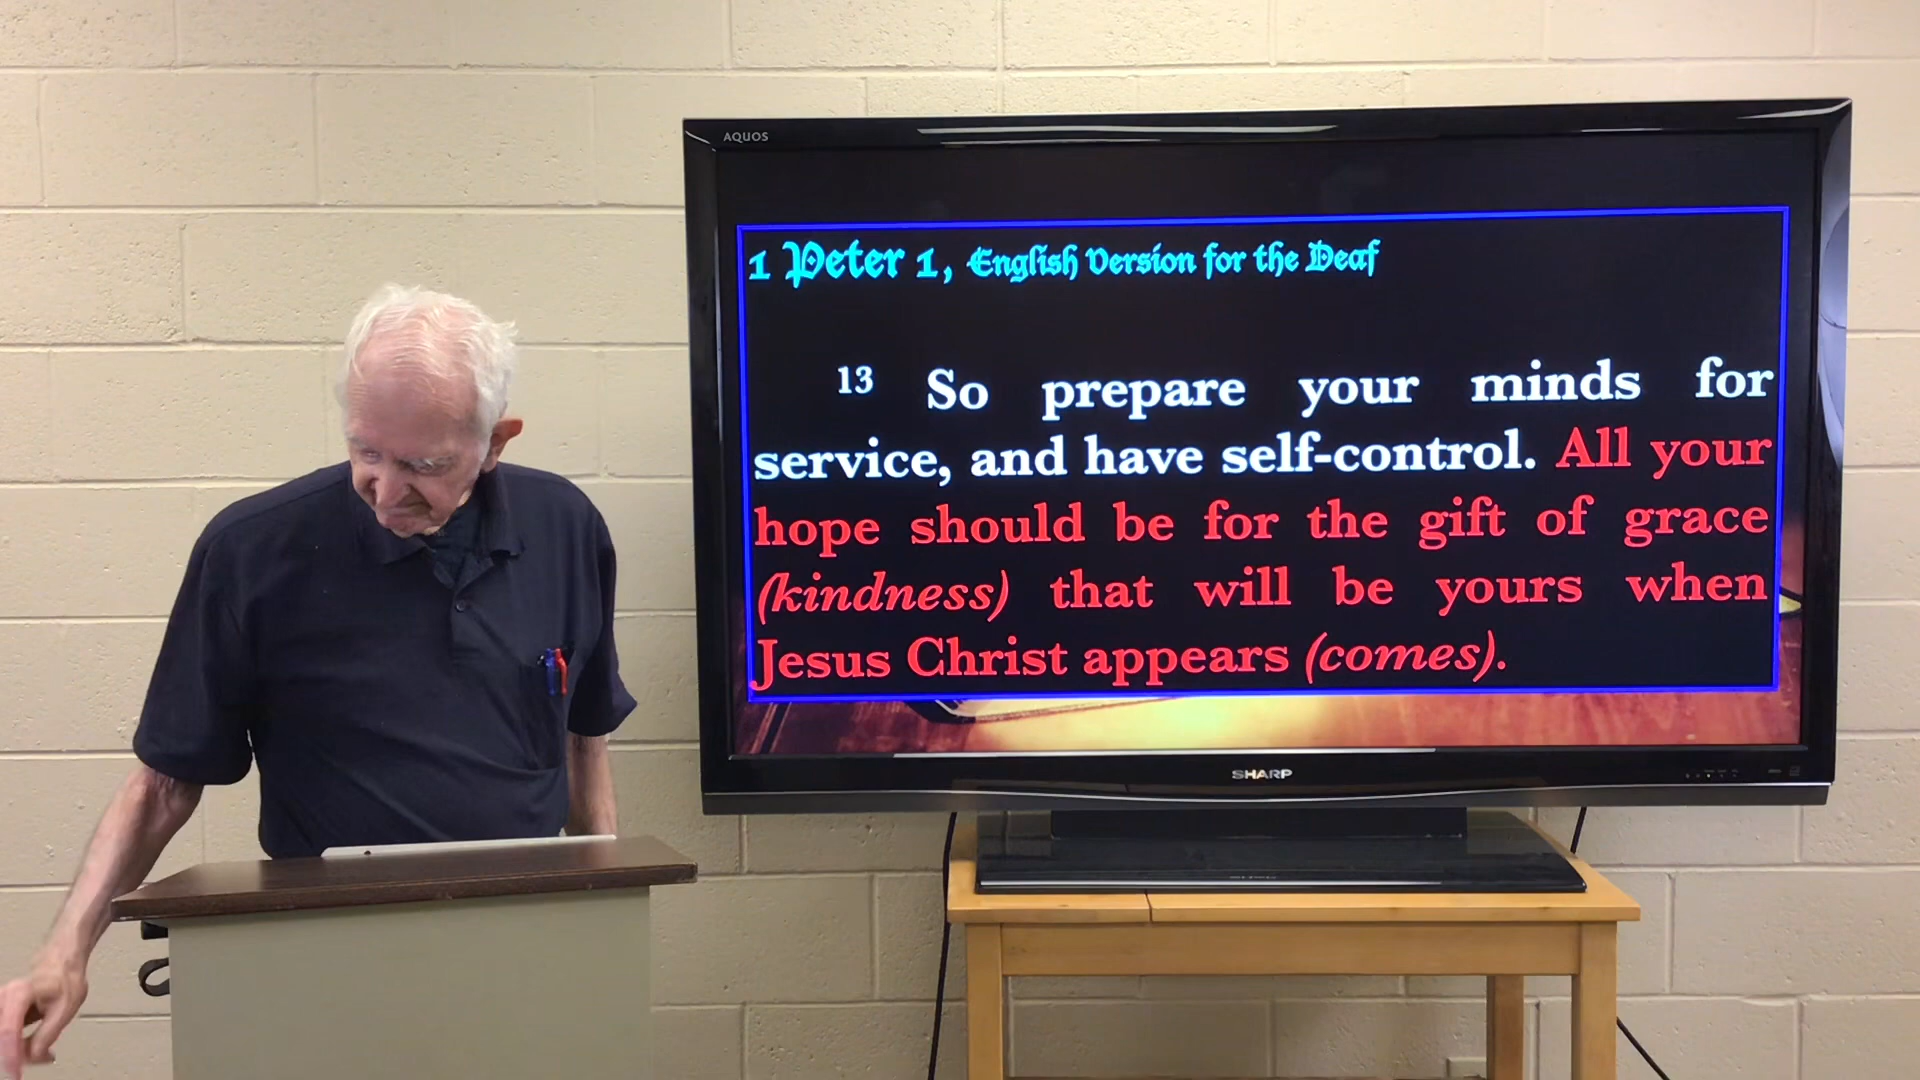 AQUOS
1 Peter 1, English Version for the Deaf
13 So prepare your minds for
service, and have self-control. All your
hope should be for the gift of grace
(kindness) that will be yours when
Jesus Christ appears (comes).
SHARP